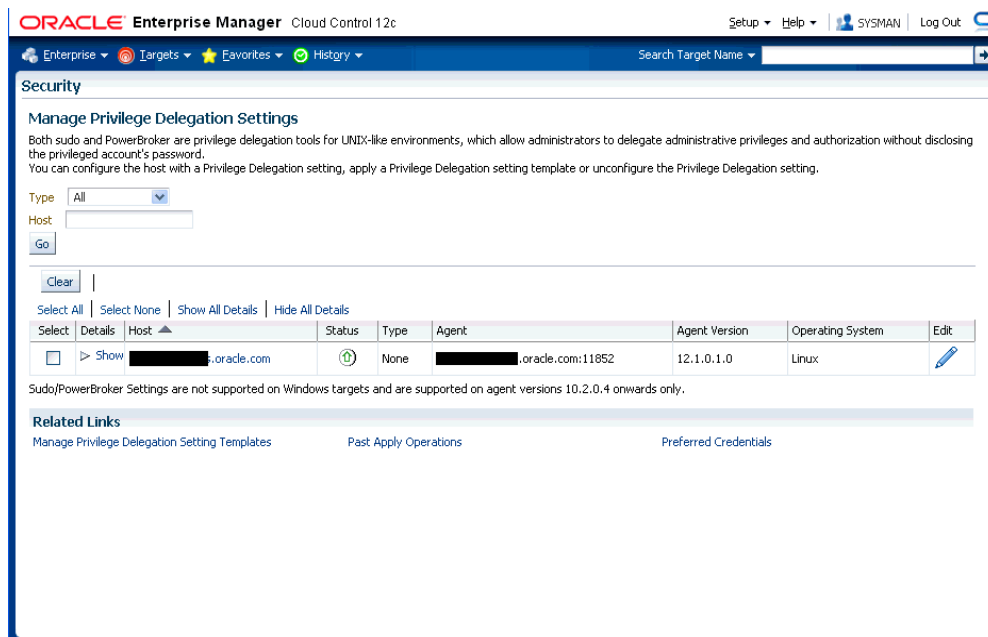 ORACLE Enterprise Manager Cloud Control 12c
Setup Help SYSMAN Log Out
Enterprise Targets Favorites History Search Target Name
Security
Manage Privilege Delegation Settings
Both sudo and PowerBroker are privilege delegation tools for UNIX-like environments, which allow administrators to delegate administrative privileges and authorization without disclosing
the privileged account's password.
You can configure the host with a Privilege Delegation setting, apply a Privilege Delegation setting template or unconfigure the Privilege Delegation setting.
Type All
Host
Go
Clear
Select All Select None Show All Details Hide All Details
Select Details Host Status Type Agent Agent Version Operating System Edit
Show s.oracle.com None .oracle.com:11852 12.1.0.1.0 Linux
Sudo/PowerBroker Settings are not supported on Windows targets and are supported on agent versions 10.2.0.4 onwards only.
Related Links
Manage Privilege Delegation Setting Templates Past Apply Operations Preferred Credentials